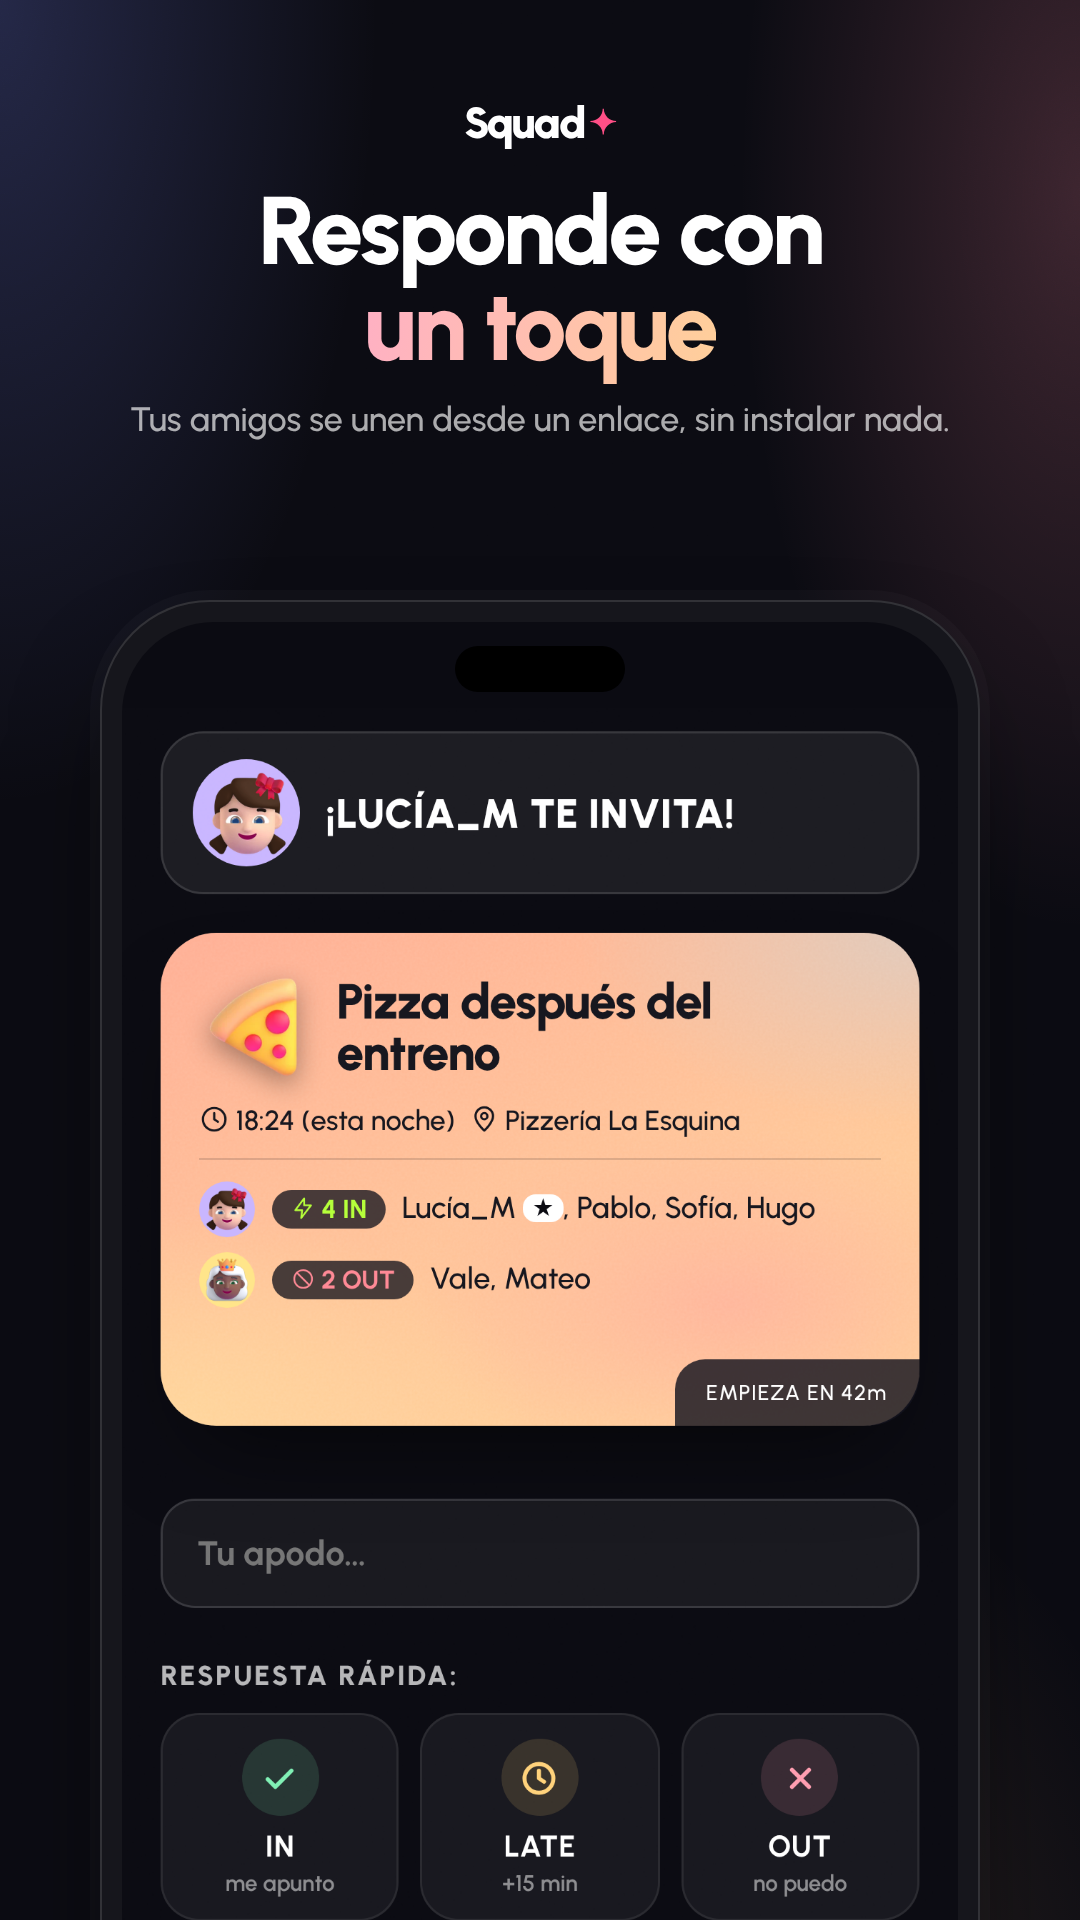 Squad
Responde con
un toque
Tus amigos se unen desde un enlace, sin instalar nada.
¡LUCÍA_M TE INVITA!
Pizza después del
entreno
18:24 (esta noche) Pizzería La Esquina
4 IN Lucía_M ★, Pablo, Sofía, Hugo
2 OUT Vale, Mateo
EMPIEZA EN 42m
Tu apodo...
RESPUESTA RÁPIDA:
IN LATE OUT
me apunto +15 min no puedo